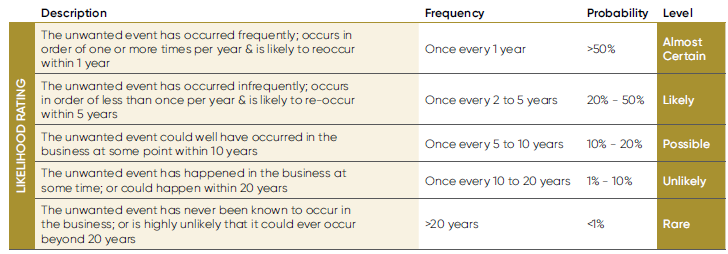 Description Frequency Probability Level
LIKELIHOOD RATING
The unwanted event has occurred frequently; occurs in
order of one or more times per year & is likely to reoccur
within 1 year
Once every 1 year
>50%
Almost
Certain
The unwanted event has occurred infrequently; occurs
in order of less than once per year & is likely to re-occur
within 5 years
Once every 2 to 5 years
20% - 50%
Likely
The unwanted event could well have occurred in the
business at some point within 10 years
Once every 5 to 10 years
10% - 20%
Possible
The unwanted event has happened in the business at
some time; or could happen within 20 years
Once every 10 to 20 years
1% - 10%
Unlikely
The unwanted event has never been known to occur in
the business; or is highly unlikely that it could ever occur
beyond 20 years
>20 years
<1%
Rare